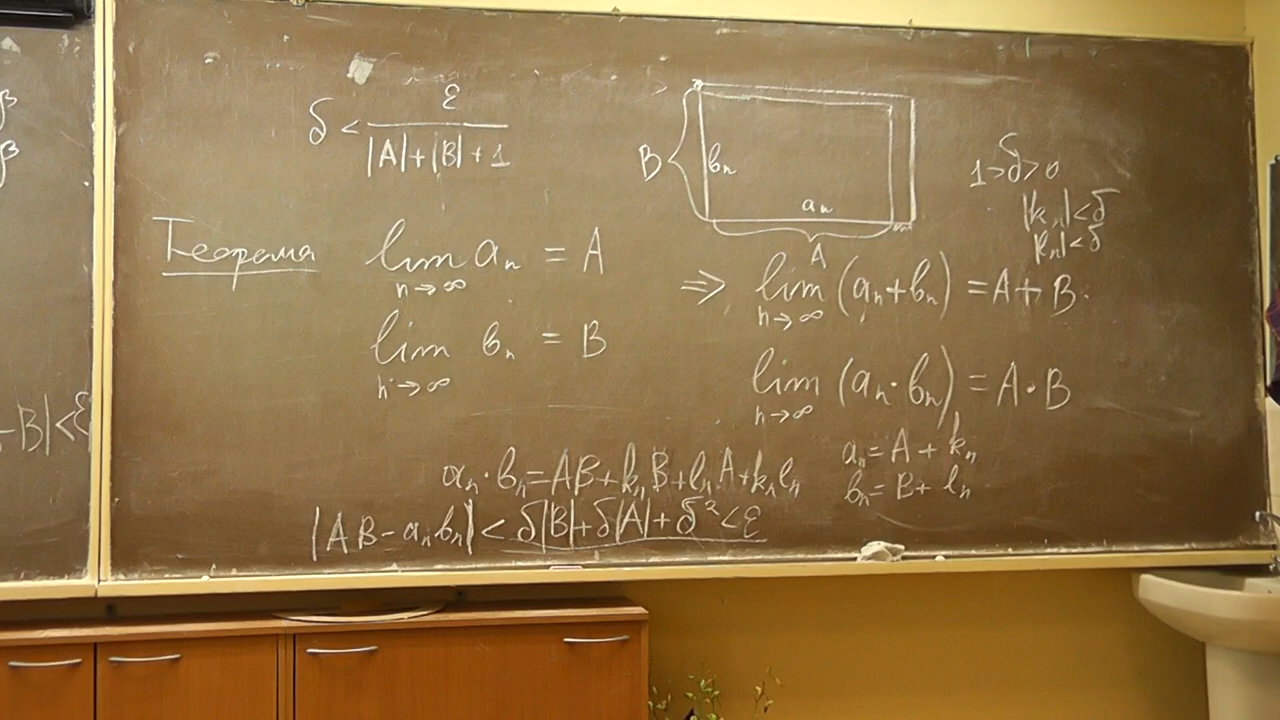 β
β
-B|<ε
δ < ε / (|A|+|B|+1)
B
bₙ
aₙ
A
1>δ>0
|kₙ|<δ
Теорема lim aₙ = A
n→∞
lim bₙ = B
n→∞
⇒ lim (aₙ+bₙ) = A+B.
n→∞
lim (aₙ·bₙ) = A·B
n→∞
aₙ = A + kₙ
bₙ = B + lₙ
aₙ·bₙ = AB+kₙB+lₙA+kₙlₙ
|AB-aₙbₙ| < δ|B|+δ|A|+δ²<ε